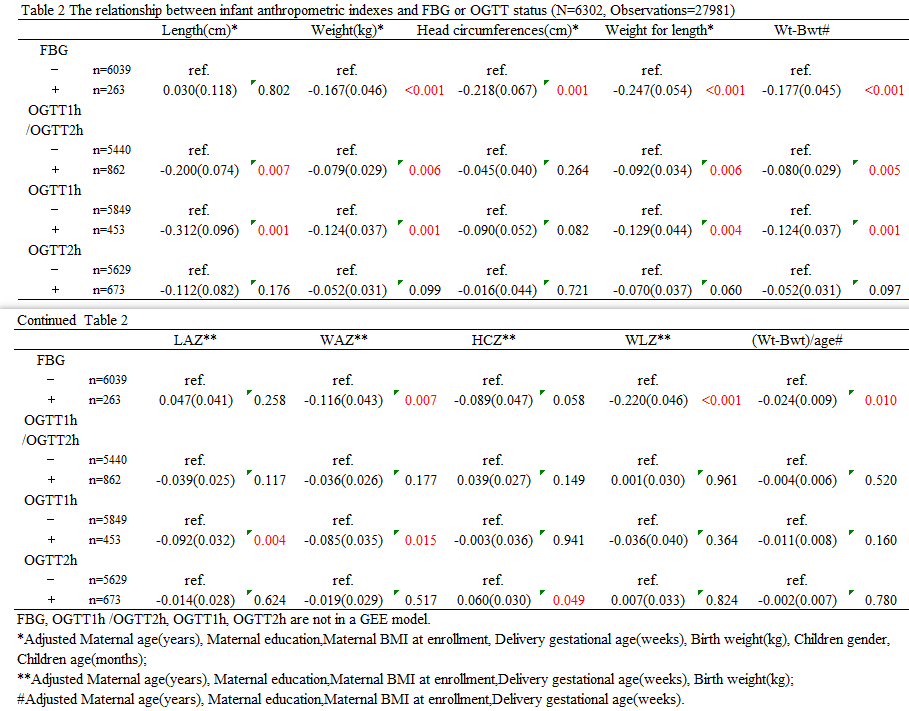 Table 2 The relationship between infant anthropometric indexes and FBG or OGTT status (N=6302, Observations=27981)
Length(cm)* Weight(kg)* Head circumferences(cm)* Weight for length* Wt-Bwt#
FBG
− n=6039 ref. ref. ref. ref. ref.
+ n=263 0.030(0.118) 0.802 -0.167(0.046) <0.001 -0.218(0.067) 0.001 -0.247(0.054) <0.001 -0.177(0.045) <0.001
OGTT1h
/OGTT2h
− n=5440 ref. ref. ref. ref. ref.
+ n=862 -0.200(0.074) 0.007 -0.079(0.029) 0.006 -0.045(0.040) 0.264 -0.092(0.034) 0.006 -0.080(0.029) 0.005
OGTT1h
− n=5849 ref. ref. ref. ref. ref.
+ n=453 -0.312(0.096) 0.001 -0.124(0.037) 0.001 -0.090(0.052) 0.082 -0.129(0.044) 0.004 -0.124(0.037) 0.001
OGTT2h
− n=5629 ref. ref. ref. ref. ref.
+ n=673 -0.112(0.082) 0.176 -0.052(0.031) 0.099 -0.016(0.044) 0.721 -0.070(0.037) 0.060 -0.052(0.031) 0.097
Continued Table 2
LAZ** WAZ** HCZ** WLZ** (Wt-Bwt)/age#
FBG
− n=6039 ref. ref. ref. ref. ref.
+ n=263 0.047(0.041) 0.258 -0.116(0.043) 0.007 -0.089(0.047) 0.058 -0.220(0.046) <0.001 -0.024(0.009) 0.010
OGTT1h
/OGTT2h
− n=5440 ref. ref. ref. ref. ref.
+ n=862 -0.039(0.025) 0.117 -0.036(0.026) 0.177 0.039(0.027) 0.149 0.001(0.030) 0.961 -0.004(0.006) 0.520
OGTT1h
− n=5849 ref. ref. ref. ref. ref.
+ n=453 -0.092(0.032) 0.004 -0.085(0.035) 0.015 -0.003(0.036) 0.941 -0.036(0.040) 0.364 -0.011(0.008) 0.160
OGTT2h
− n=5629 ref. ref. ref. ref. ref.
+ n=673 -0.014(0.028) 0.624 -0.019(0.029) 0.517 0.060(0.030) 0.049 0.007(0.033) 0.824 -0.002(0.007) 0.780
FBG, OGTT1h /OGTT2h, OGTT1h, OGTT2h are not in a GEE model.
*Adjusted Maternal age(years), Maternal education,Maternal BMI at enrollment, Delivery gestational age(weeks), Birth weight(kg), Children gender,
Children age(months);
**Adjusted Maternal age(years), Maternal education,Maternal BMI at enrollment,Delivery gestational age(weeks), Birth weight(kg);
#Adjusted Maternal age(years), Maternal education,Maternal BMI at enrollment,Delivery gestational age(weeks).